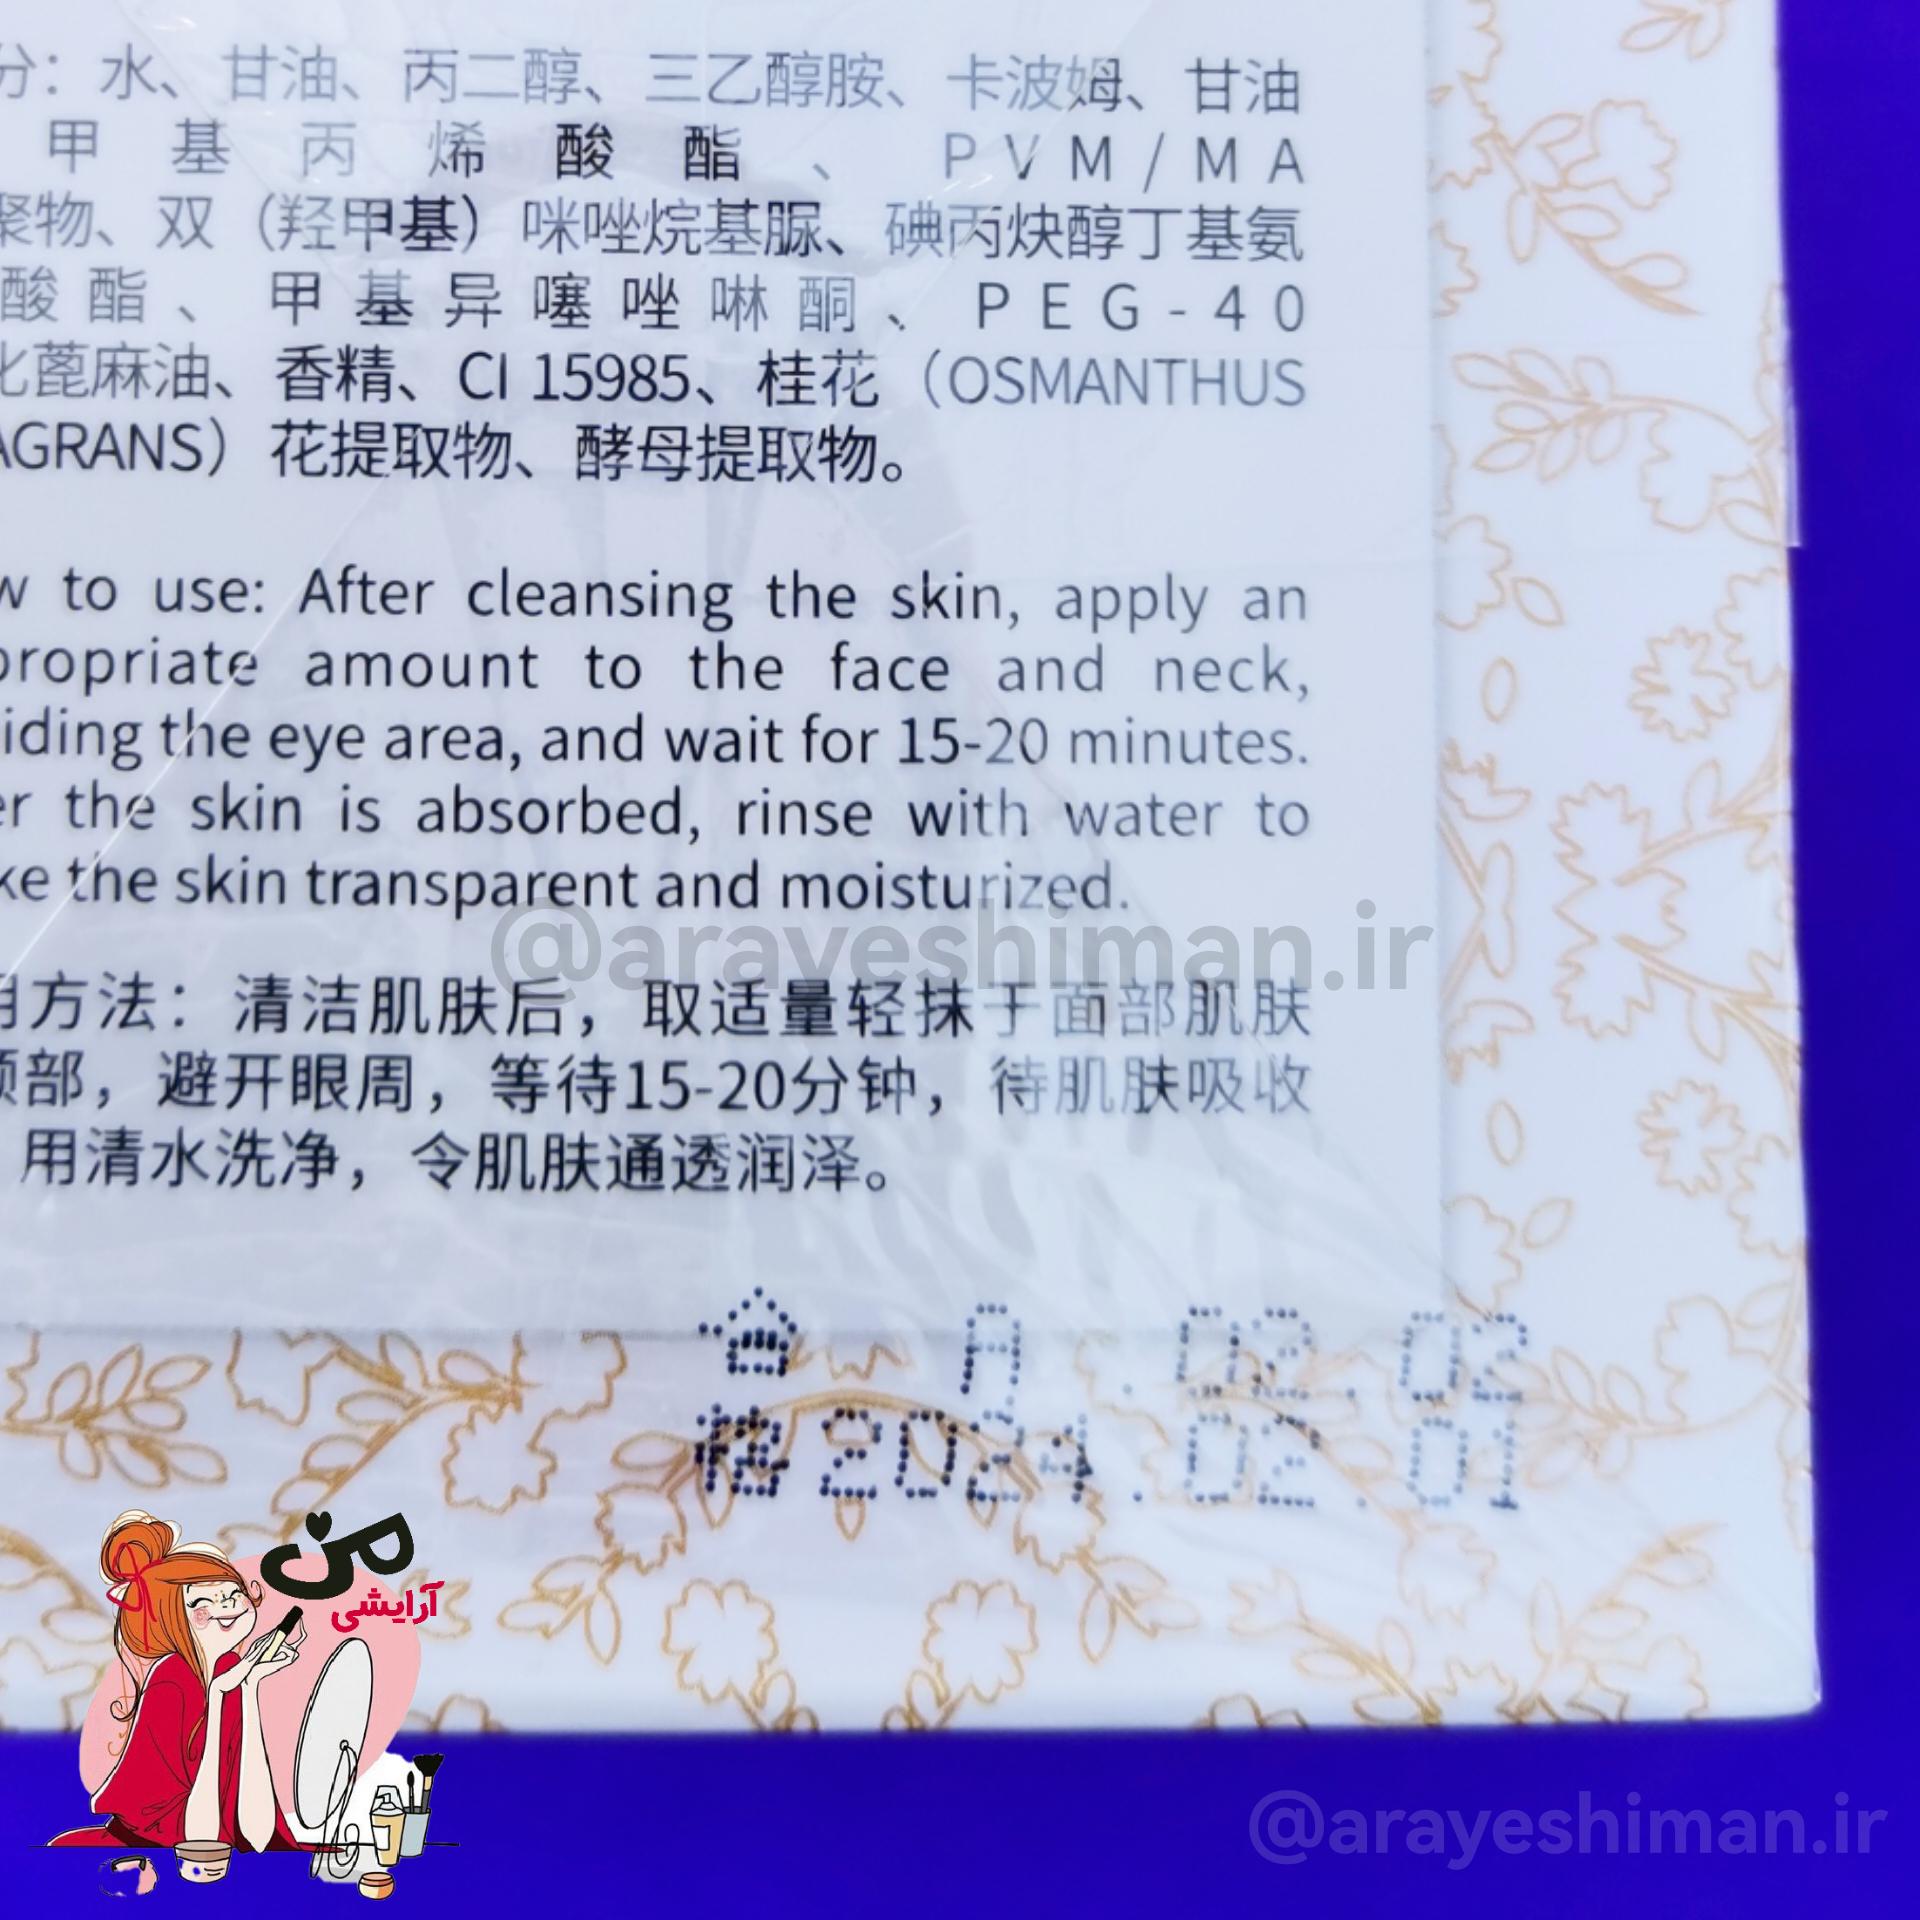 分：水、甘油、丙二醇、三乙醇胺、卡波姆、甘油
甲基丙烯酸酯、PVM/MA
聚物、双（羟甲基）咪唑烷基脲、碘丙炔醇丁基氨
酸酯、甲基异噻唑啉酮、PEG-40
化蓖麻油、香精、CI 15985、桂花（OSMANTHUS
AGRANS）花提取物、酵母提取物。
w to use: After cleansing the skin, apply an
propriate amount to the face and neck,
iding the eye area, and wait for 15-20 minutes.
er the skin is absorbed, rinse with water to
ke the skin transparent and moisturized.
@arayeshiman.ir
用方法：清洁肌肤后，取适量轻抹于面部肌肤
颈部，避开眼周，等待15-20分钟，待肌肤吸收
用清水洗净，令肌肤通透润泽。
2024.02.01
من
آرایشی
@arayeshiman.ir